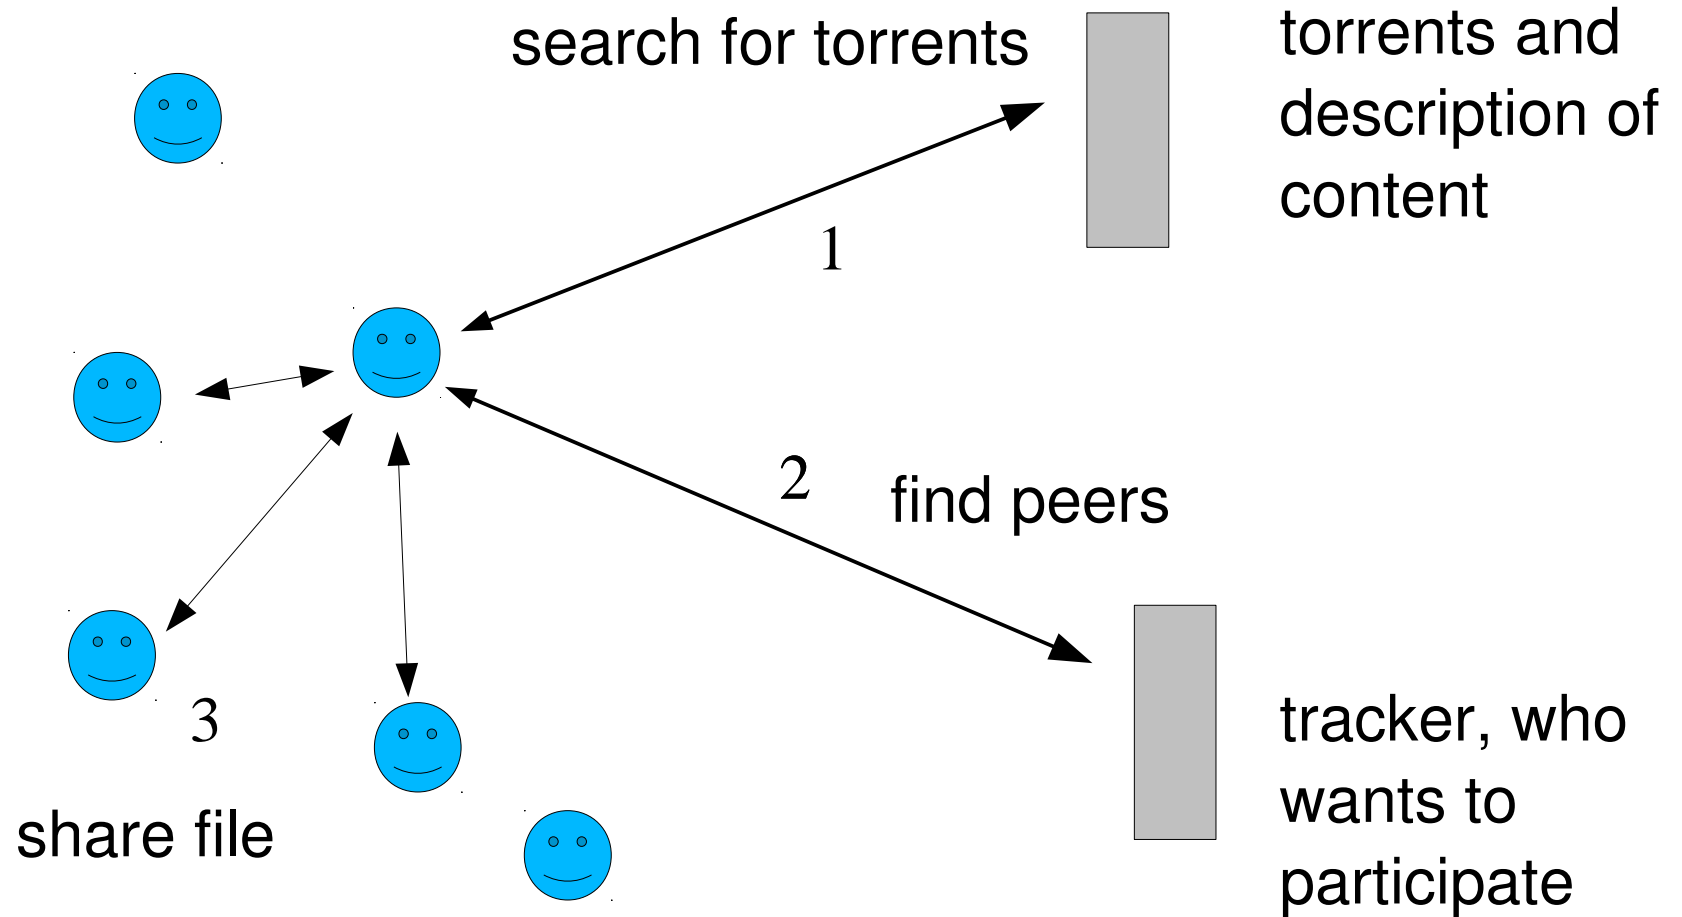 search for torrents
torrents and
description of
content
1
2
find peers
3
share file
tracker, who
wants to
participate